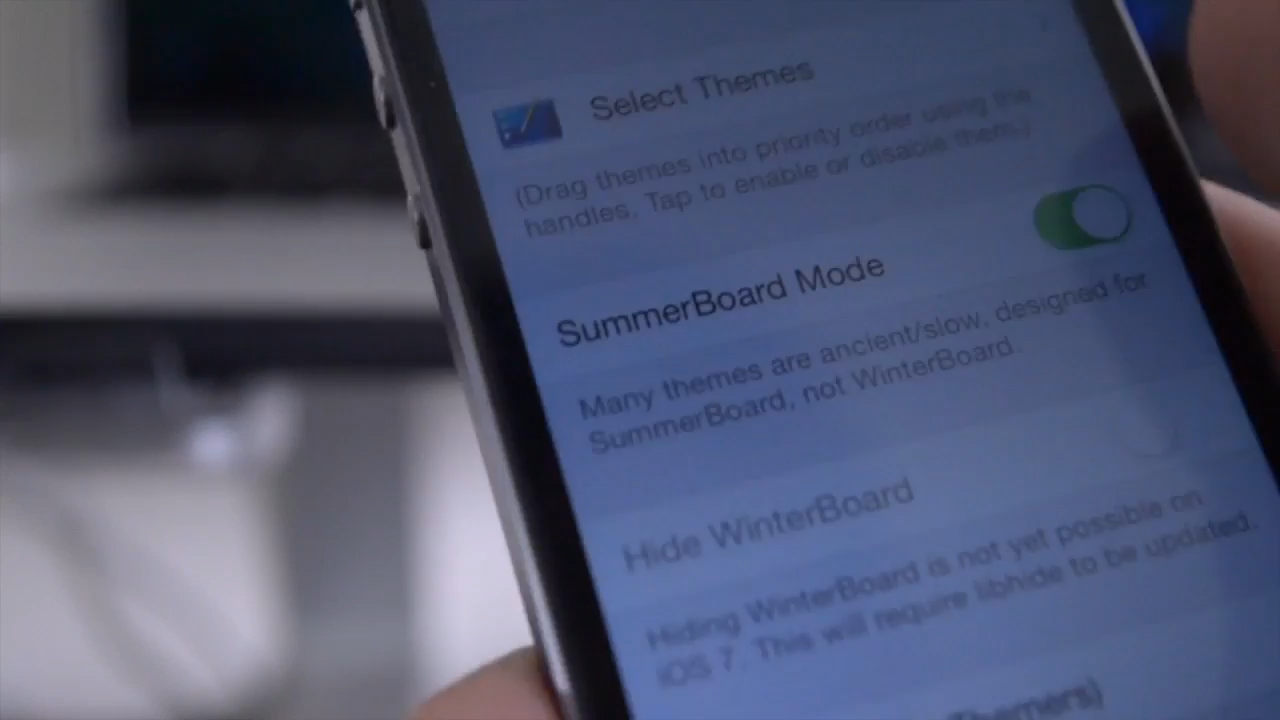 Select Themes
(Drag themes into priority order using the
handles. Tap to enable or disable them.)
SummerBoard Mode
Many themes are ancient/slow, designed for
SummerBoard, not WinterBoard.
Hide WinterBoard
Hiding WinterBoard is not yet possible on
iOS 7. This will require libhide to be updated.
Themers)